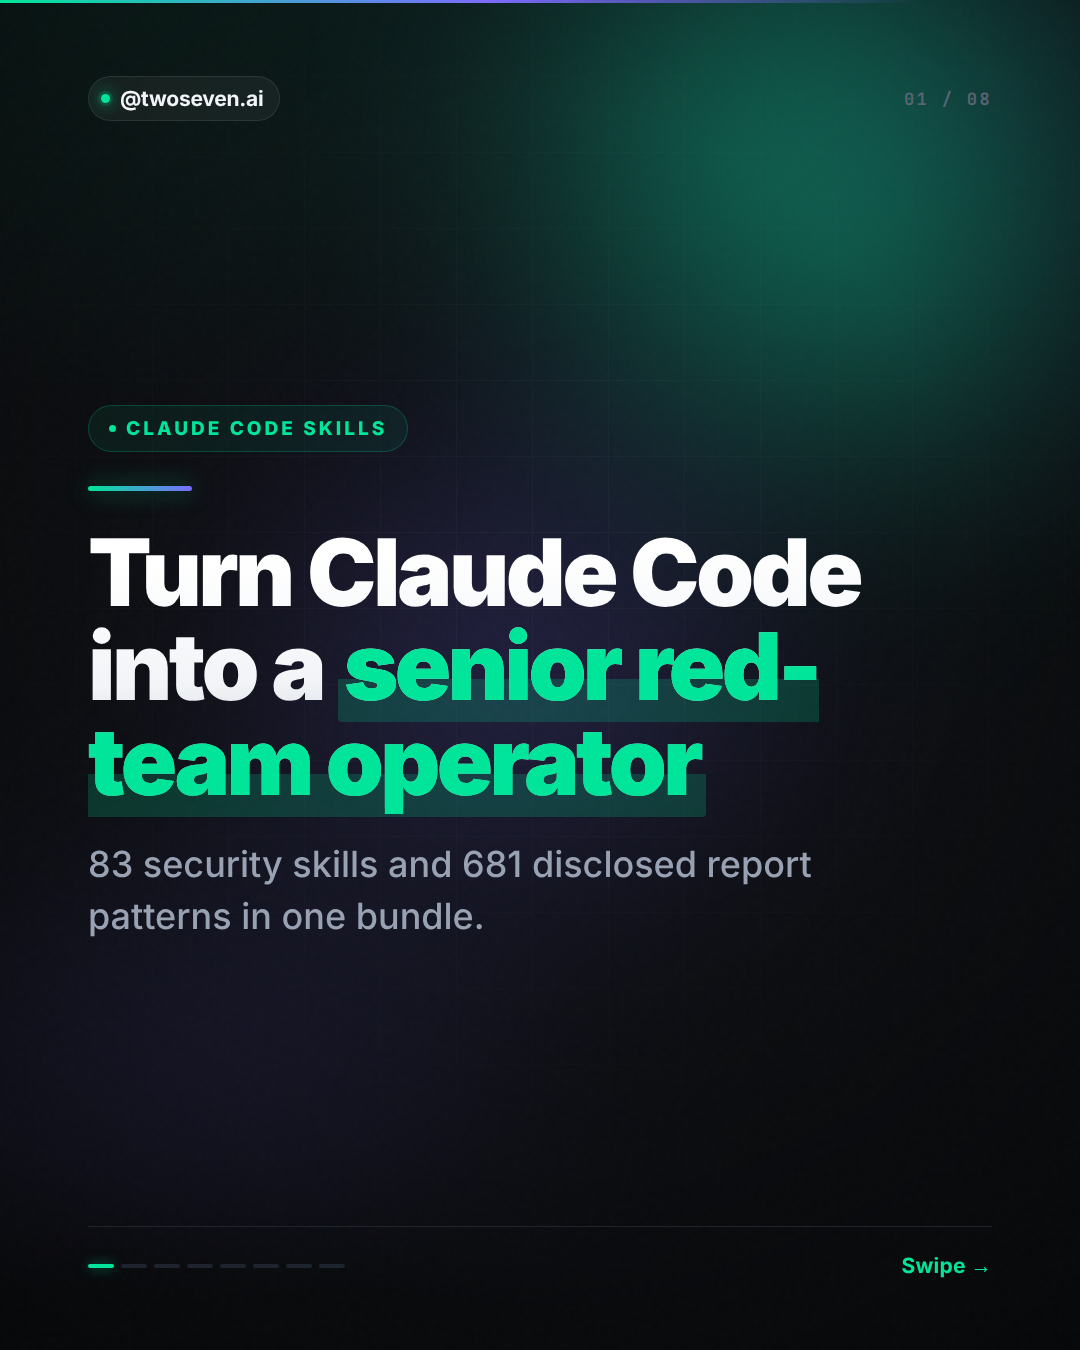 @twoseven.ai
01 / 08
CLAUDE CODE SKILLS
Turn Claude Code
into a senior red-
team operator
83 security skills and 681 disclosed report
patterns in one bundle.
Swipe →